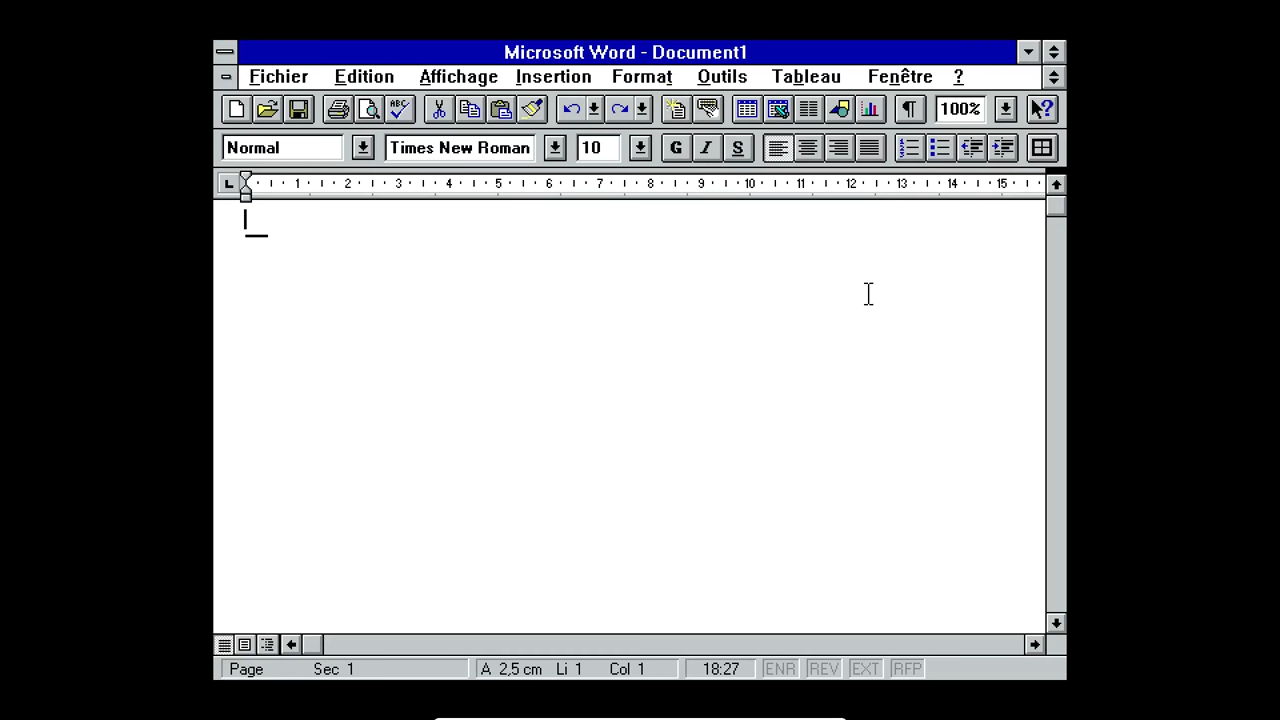 Microsoft Word - Document1
Fichier Edition Affichage Insertion Format Outils Tableau Fenêtre ?
ABC 100% ?
Normal Times New Roman 10 G I S
L 1 2 3 4 5 6 7 8 9 10 11 12 13 14 15
Page Sec 1 A 2,5 cm Li 1 Col 1 18:27 ENR REV EXT RFP